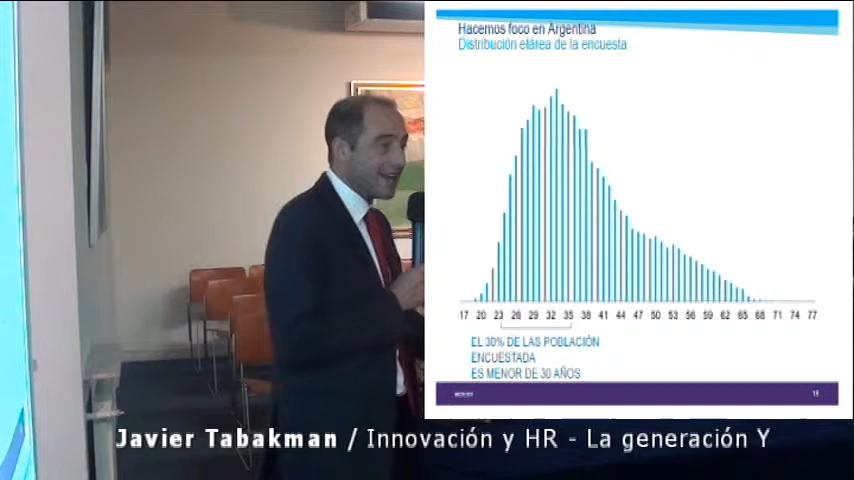 Hacemos foco en Argentina
Distribución etárea de la encuesta
17 20 23 26 29 32 35 38 41 44 47 50 53 56 59 62 65 68 71 74 77
EL 30% DE LAS POBLACIÓN
ENCUESTADA
ES MENOR DE 30 AÑOS
Javier Tabakman / Innovación y HR - La generación Y